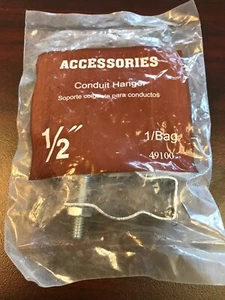 ACCESSORIES
Conduit Hanger
Soporte colgante para conductos
1/2"
1/Bag
49100